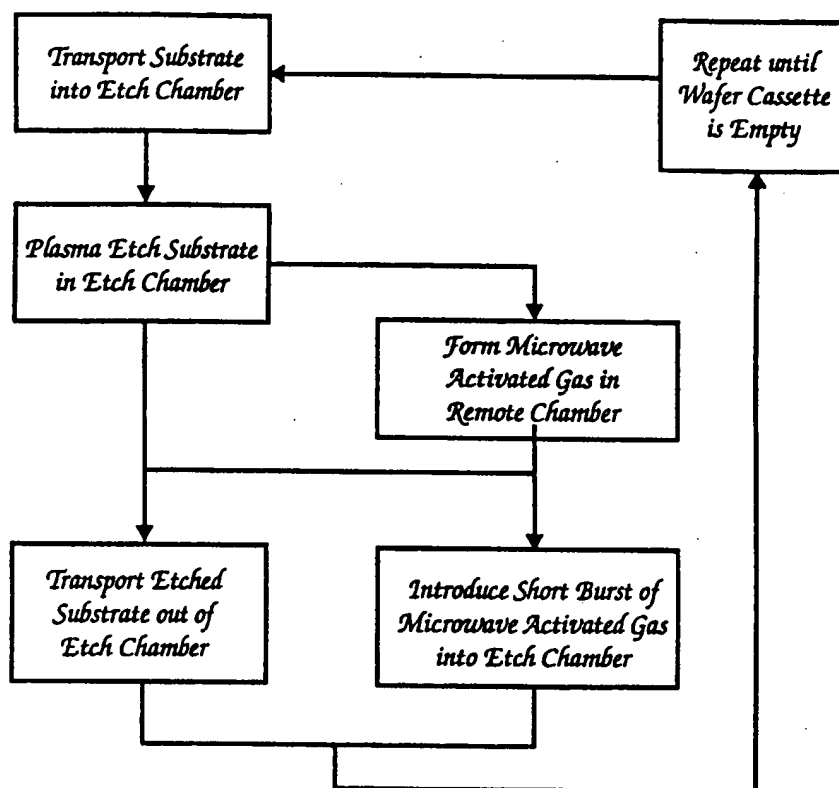 Transport Substrate
into Etch Chamber
Repeat until
Wafer Cassette
is Empty
Plasma Etch Substrate
in Etch Chamber
Form Microwave
Activated Gas in
Remote Chamber
Transport Etched
Substrate out of
Etch Chamber
Introduce Short Burst of
Microwave Activated Gas
into Etch Chamber